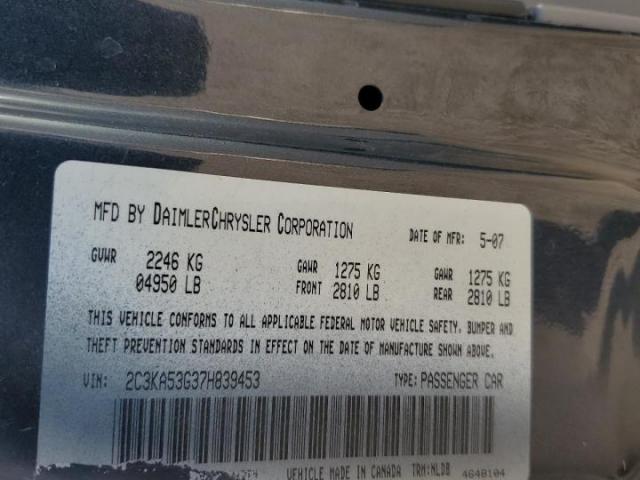 MFD BY DAIMLERCHRYSLER CORPORATION DATE OF MFR: 5-07
GVWR 2246 KG GAWR 1275 KG GAWR 1275 KG
04950 LB FRONT 2810 LB REAR 2810 LB
THIS VEHICLE CONFORMS TO ALL APPLICABLE FEDERAL MOTOR VEHICLE SAFETY, BUMPER AND
THEFT PREVENTION STANDARDS IN EFFECT ON THE DATE OF MANUFACTURE SHOWN ABOVE.
VIN: 2C3KA53G37H839453 TYPE: PASSENGER CAR
VEHICLE MADE IN CANADA TRM:NLDB 4648104